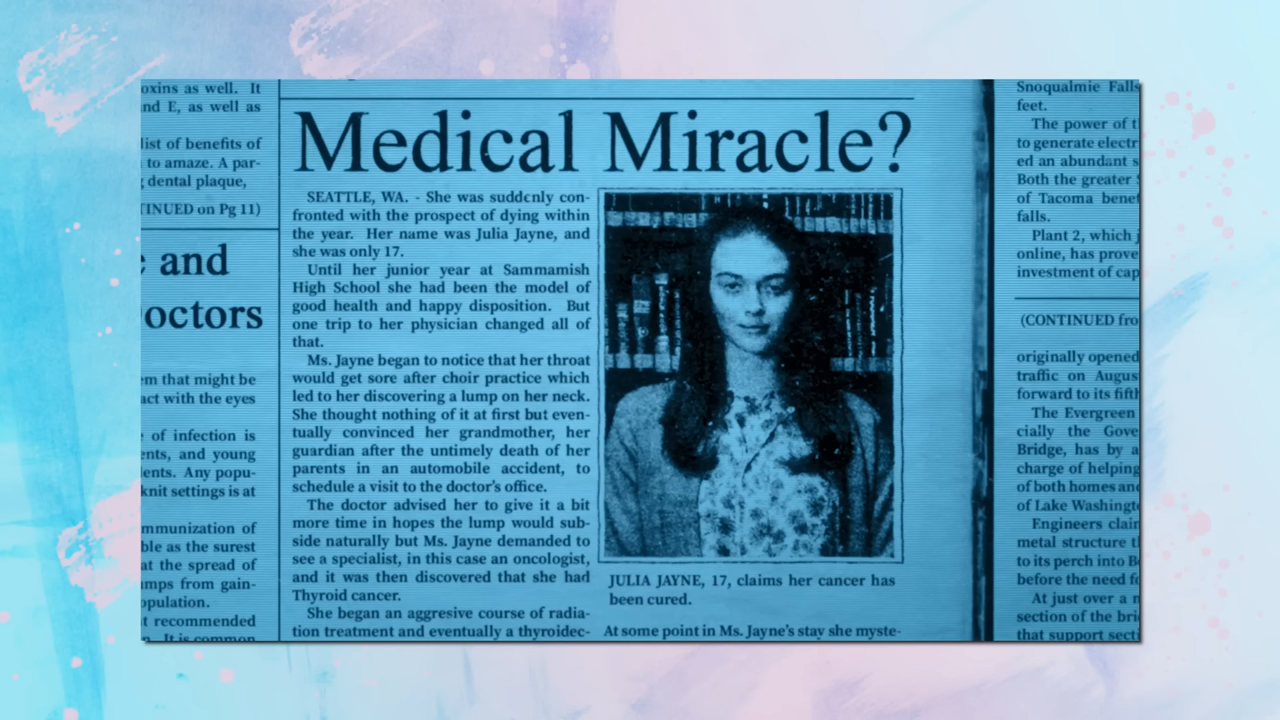 oxins as well. It
nd E, as well as
list of benefits of
to amaze. A par-
dental plaque,
TINUED on Pg 11)
e and
octors
em that might be
act with the eyes
of infection is
ents, and young
ents. Any popu-
knit settings is at
mmunization of
ble as the surest
at the spread of
umps from gain-
opulation.
recommended
It is common
Medical Miracle?
SEATTLE, WA. - She was suddenly con-
fronted with the prospect of dying within
the year. Her name was Julia Jayne, and
she was only 17.
Until her junior year at Sammamish
High School she had been the model of
good health and happy disposition. But
one trip to her physician changed all of
that.
Ms. Jayne began to notice that her throat
would get sore after choir practice which
led to her discovering a lump on her neck.
She thought nothing of it at first but even-
tually convinced her grandmother, her
guardian after the untimely death of her
parents in an automobile accident, to
schedule a visit to the doctor's office.
The doctor advised her to give it a bit
more time in hopes the lump would sub-
side naturally but Ms. Jayne demanded to
see a specialist, in this case an oncologist,
and it was then discovered that she had
Thyroid cancer.
She began an aggresive course of radia-
tion treatment and eventually a thyroidec-
JULIA JAYNE, 17, claims her cancer has
been cured.
At some point in Ms. Jayne's stay she myste-
Snoqualmie Falls
feet.
The power of t
to generate electr
ed an abundant s
Both the greater S
of Tacoma benef
falls.
Plant 2, which j
online, has prove
investment of cap
(CONTINUED fro
originally opened
traffic on Augus
forward to its fifth
The Evergreen
cially the Gove
Bridge, has by a
charge of helping
of both homes and
of Lake Washingt
Engineers clair
metal structure t
to its perch into Be
before the need fo
At just over a m
section of the bri
that support secti